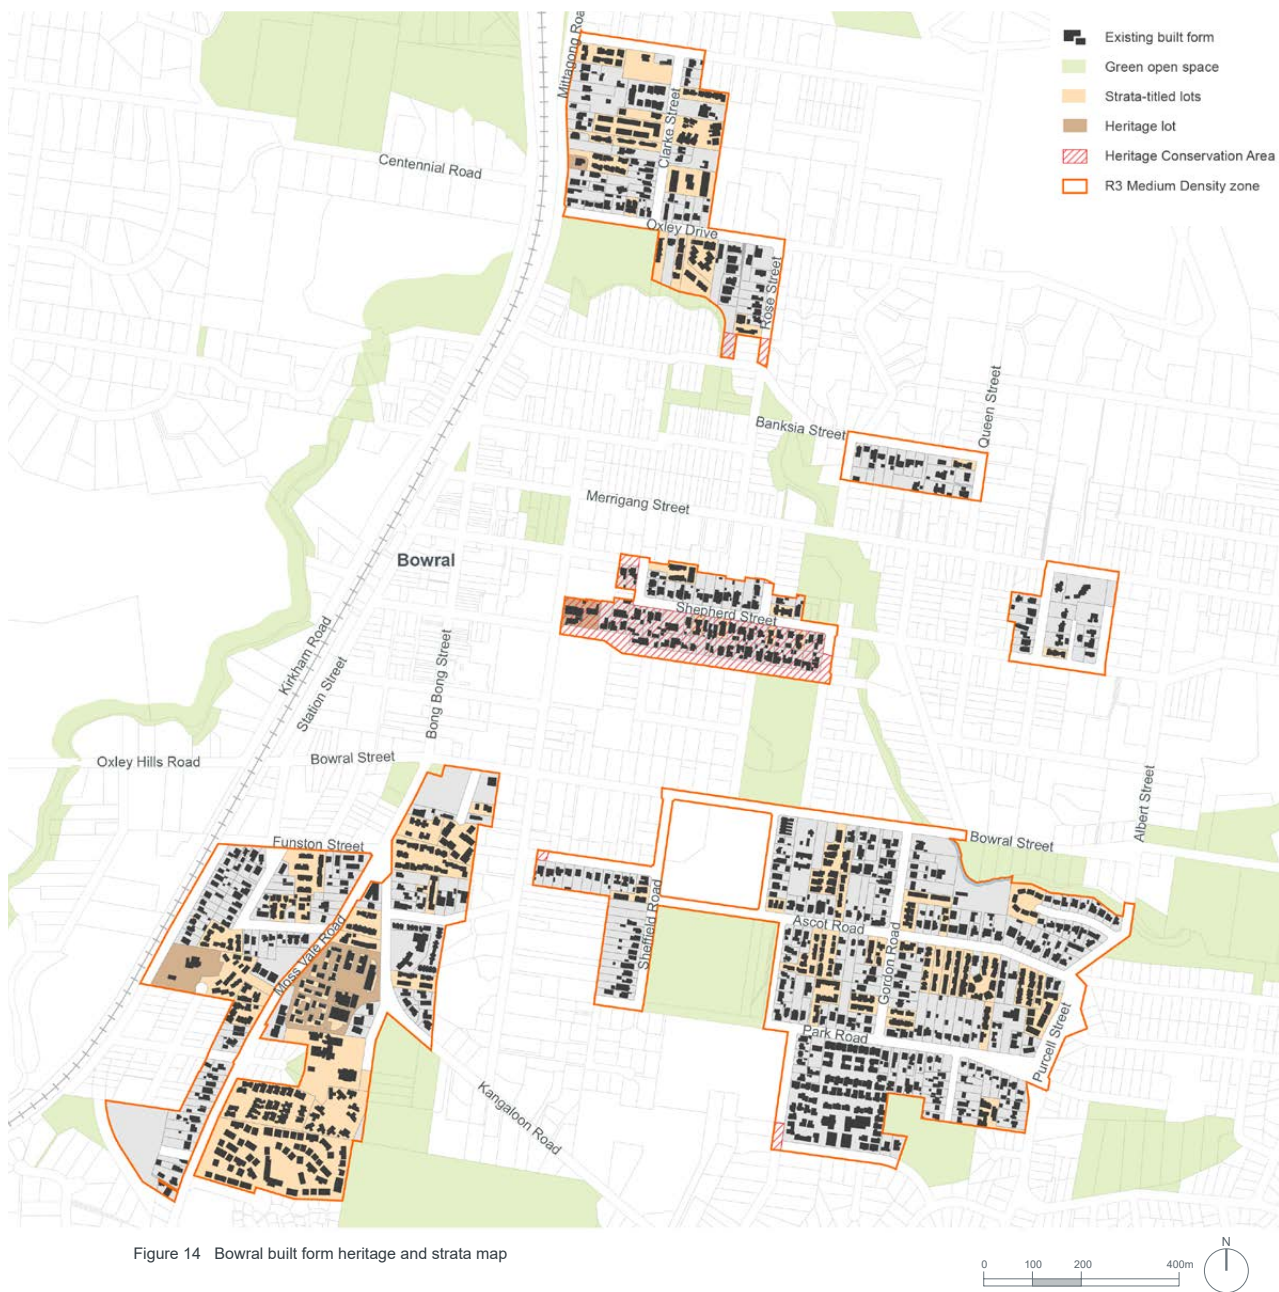 Existing built form
Green open space
Strata-titled lots
Heritage lot
Heritage Conservation Area
R3 Medium Density zone
Mittagong Road
Clarke Street
Centennial Road
Oxley Drive
Rose Street
Queen Street
Banksia Street
Merrigang Street
Bowral
Shepherd Street
Kirkham Road
Station Street
Bong Bong Street
Oxley Hills Road
Bowral Street
Albert Street
Bowral Street
Funston Street
Moss Vale Road
Sheffield Road
Ascot Road
Gordon Road
Park Road
Purcell Street
Kangaloon Road
Figure 14 Bowral built form heritage and strata map
N
0 100 200 400m